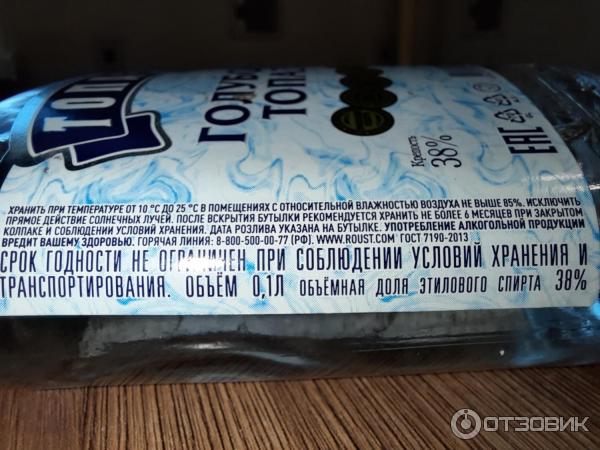 ГОЛУБО
ТОПАЗ
Крепость
38%
EAC
ХРАНИТЬ ПРИ ТЕМПЕРАТУРЕ ОТ 10 °С ДО 25 °С В ПОМЕЩЕНИЯХ С ОТНОСИТЕЛЬНОЙ ВЛАЖНОСТЬЮ ВОЗДУХА НЕ ВЫШЕ 85%. ИСКЛЮЧИТЬ
ПРЯМОЕ ДЕЙСТВИЕ СОЛНЕЧНЫХ ЛУЧЕЙ. ПОСЛЕ ВСКРЫТИЯ БУТЫЛКИ РЕКОМЕНДУЕТСЯ ХРАНИТЬ НЕ БОЛЕЕ 6 МЕСЯЦЕВ ПРИ ЗАКРЫТОМ
КОЛПАКЕ И СОБЛЮДЕНИИ УСЛОВИЙ ХРАНЕНИЯ. ДАТА РОЗЛИВА УКАЗАНА НА БУТЫЛКЕ. УПОТРЕБЛЕНИЕ АЛКОГОЛЬНОЙ ПРОДУКЦИИ
ВРЕДИТ ВАШЕМУ ЗДОРОВЬЮ. ГОРЯЧАЯ ЛИНИЯ: 8-800-500-00-77 (РФ). WWW.ROUST.COM ГОСТ 7190-2013
СРОК ГОДНОСТИ НЕ ОГРАНИЧЕН ПРИ СОБЛЮДЕНИИ УСЛОВИЙ ХРАНЕНИЯ И
ТРАНСПОРТИРОВАНИЯ. ОБЪЁМ 0,1Л ОБЪЁМНАЯ ДОЛЯ ЭТИЛОВОГО СПИРТА 38%
ОТЗОВИК